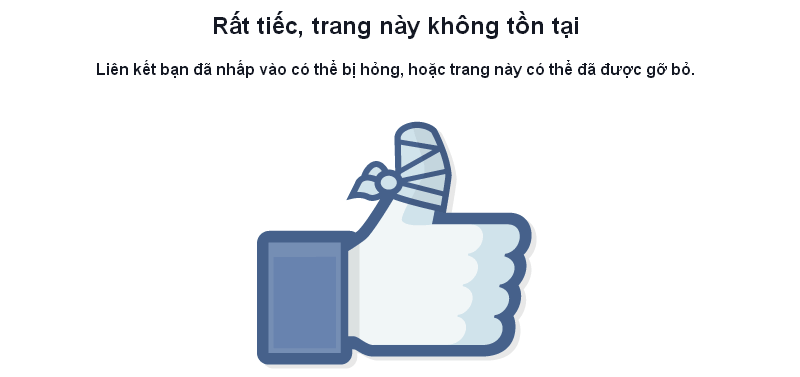 Rất tiếc, trang này không tồn tại
Liên kết bạn đã nhấp vào có thể bị hỏng, hoặc trang này có thể đã được gỡ bỏ.